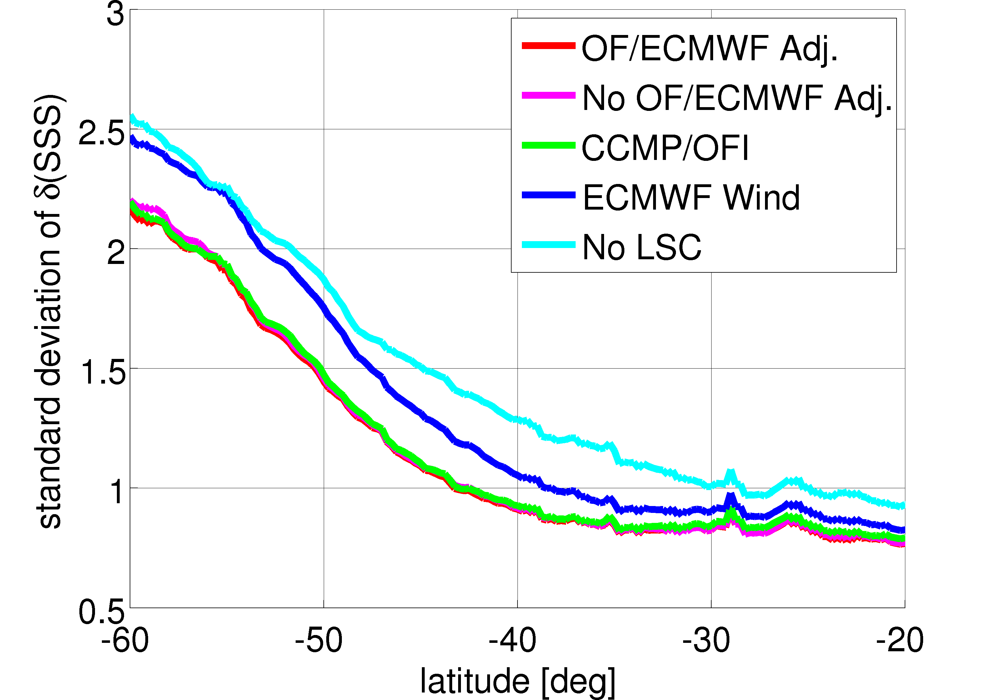 3
2.5
2
1.5
1
0.5
standard deviation of δ(SSS)
OF/ECMWF Adj.
No OF/ECMWF Adj.
CCMP/OFI
ECMWF Wind
No LSC
-60 -50 -40 -30 -20
latitude [deg]